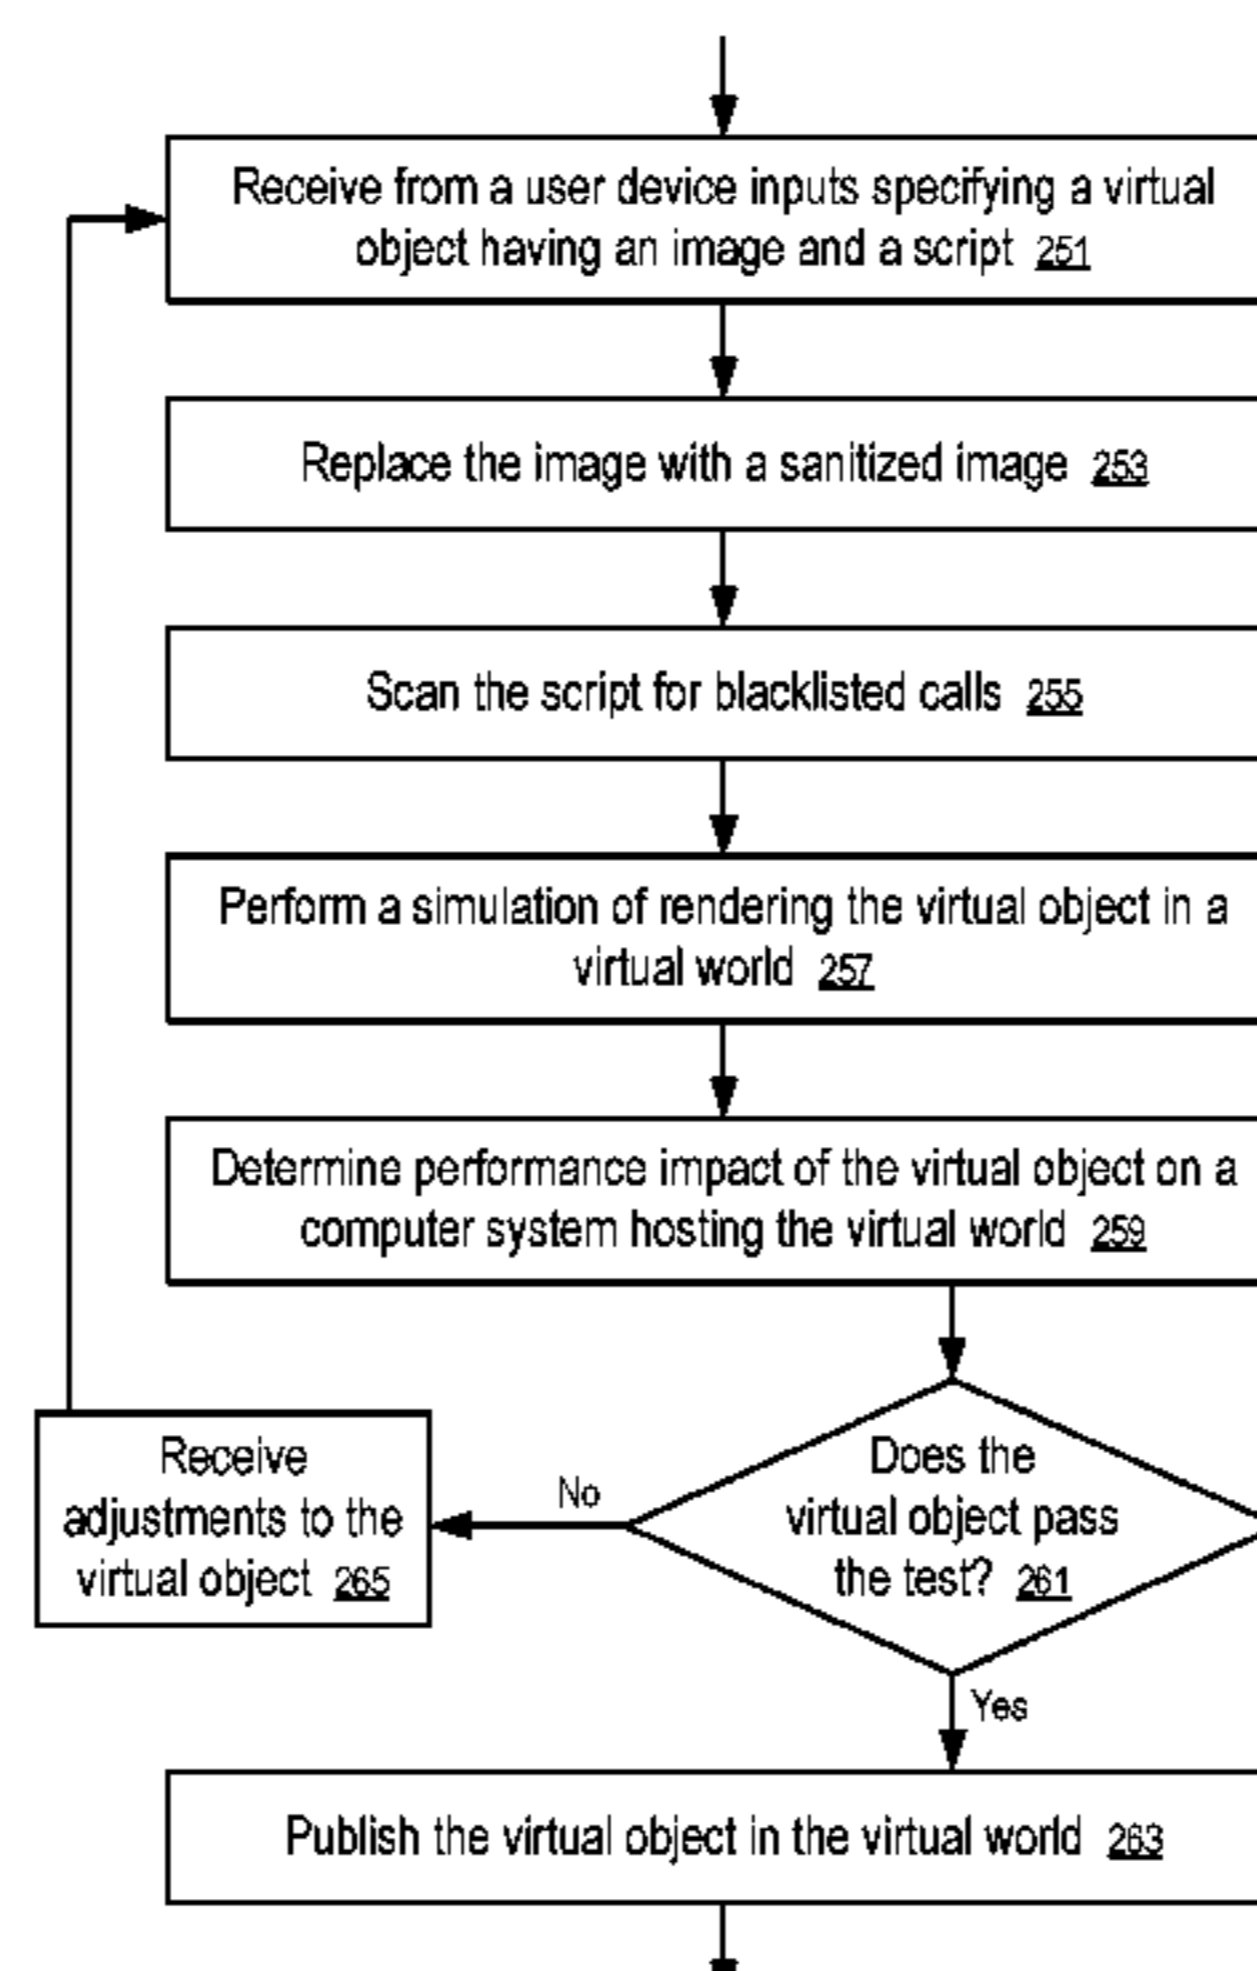 Receive from a user device inputs specifying a virtual
object having an image and a script 251
Replace the image with a sanitized image 253
Scan the script for blacklisted calls 255
Perform a simulation of rendering the virtual object in a
virtual world 257
Determine performance impact of the virtual object on a
computer system hosting the virtual world 259
Does the
virtual object pass
the test? 261
No
Receive
adjustments to the
virtual object 265
Yes
Publish the virtual object in the virtual world 263